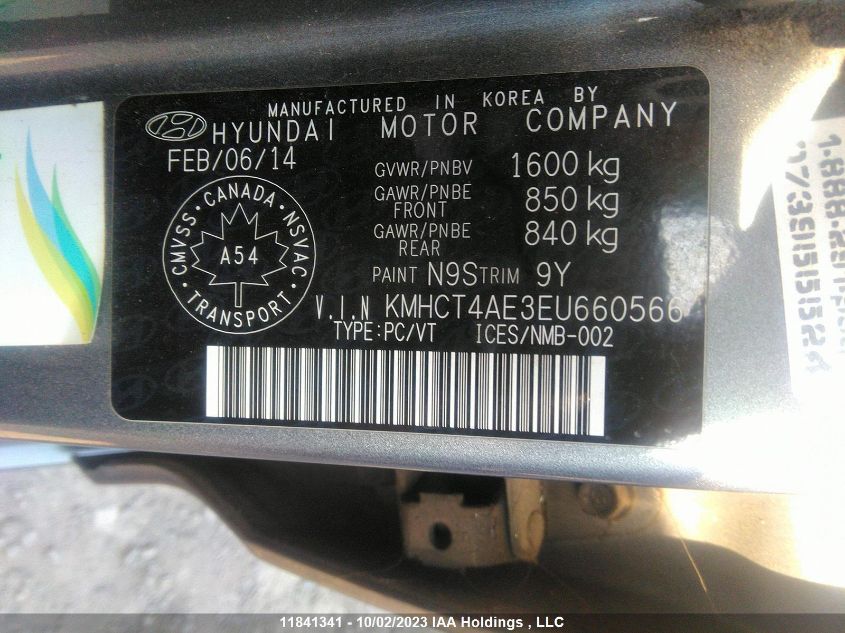 MANUFACTURED IN KOREA BY
HYUNDAI MOTOR COMPANY
FEB/06/14
GVWR/PNBV 1600 kg
GAWR/PNBE FRONT 850 kg
GAWR/PNBE REAR 840 kg
PAINT N9S TRIM 9Y
CMVSS • CANADA • NSVAC • TRANSPORT •
A54
V.I.N KMHCT4AE3EU660566
TYPE:PC/VT ICES/NMB-002
11841341 - 10/02/2023 IAA Holdings , LLC